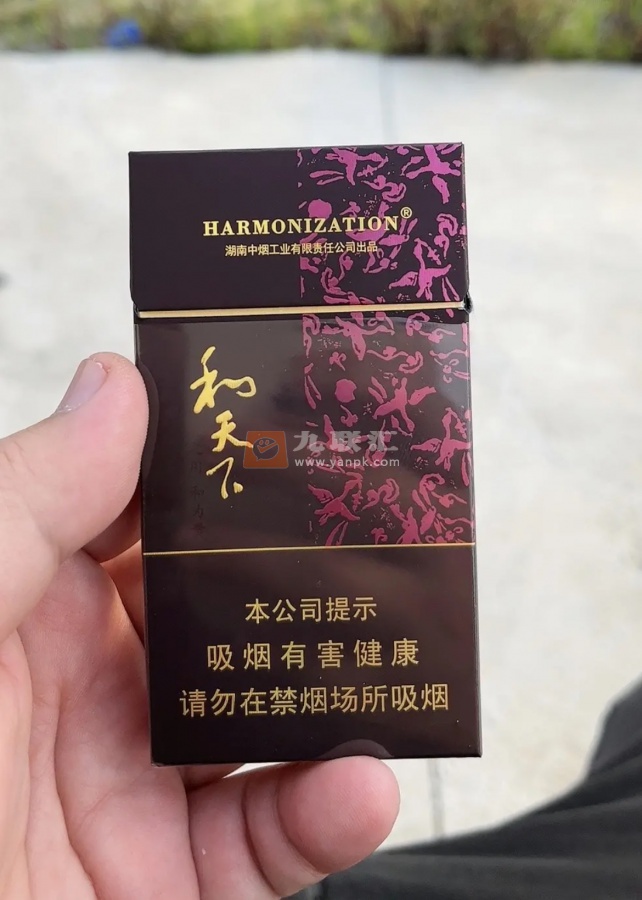 HARMONIZATION®
湖南中烟工业有限责任公司出品
和天下
九联汇
www.yanpk.com
本公司提示
吸烟有害健康
请勿在禁烟场所吸烟